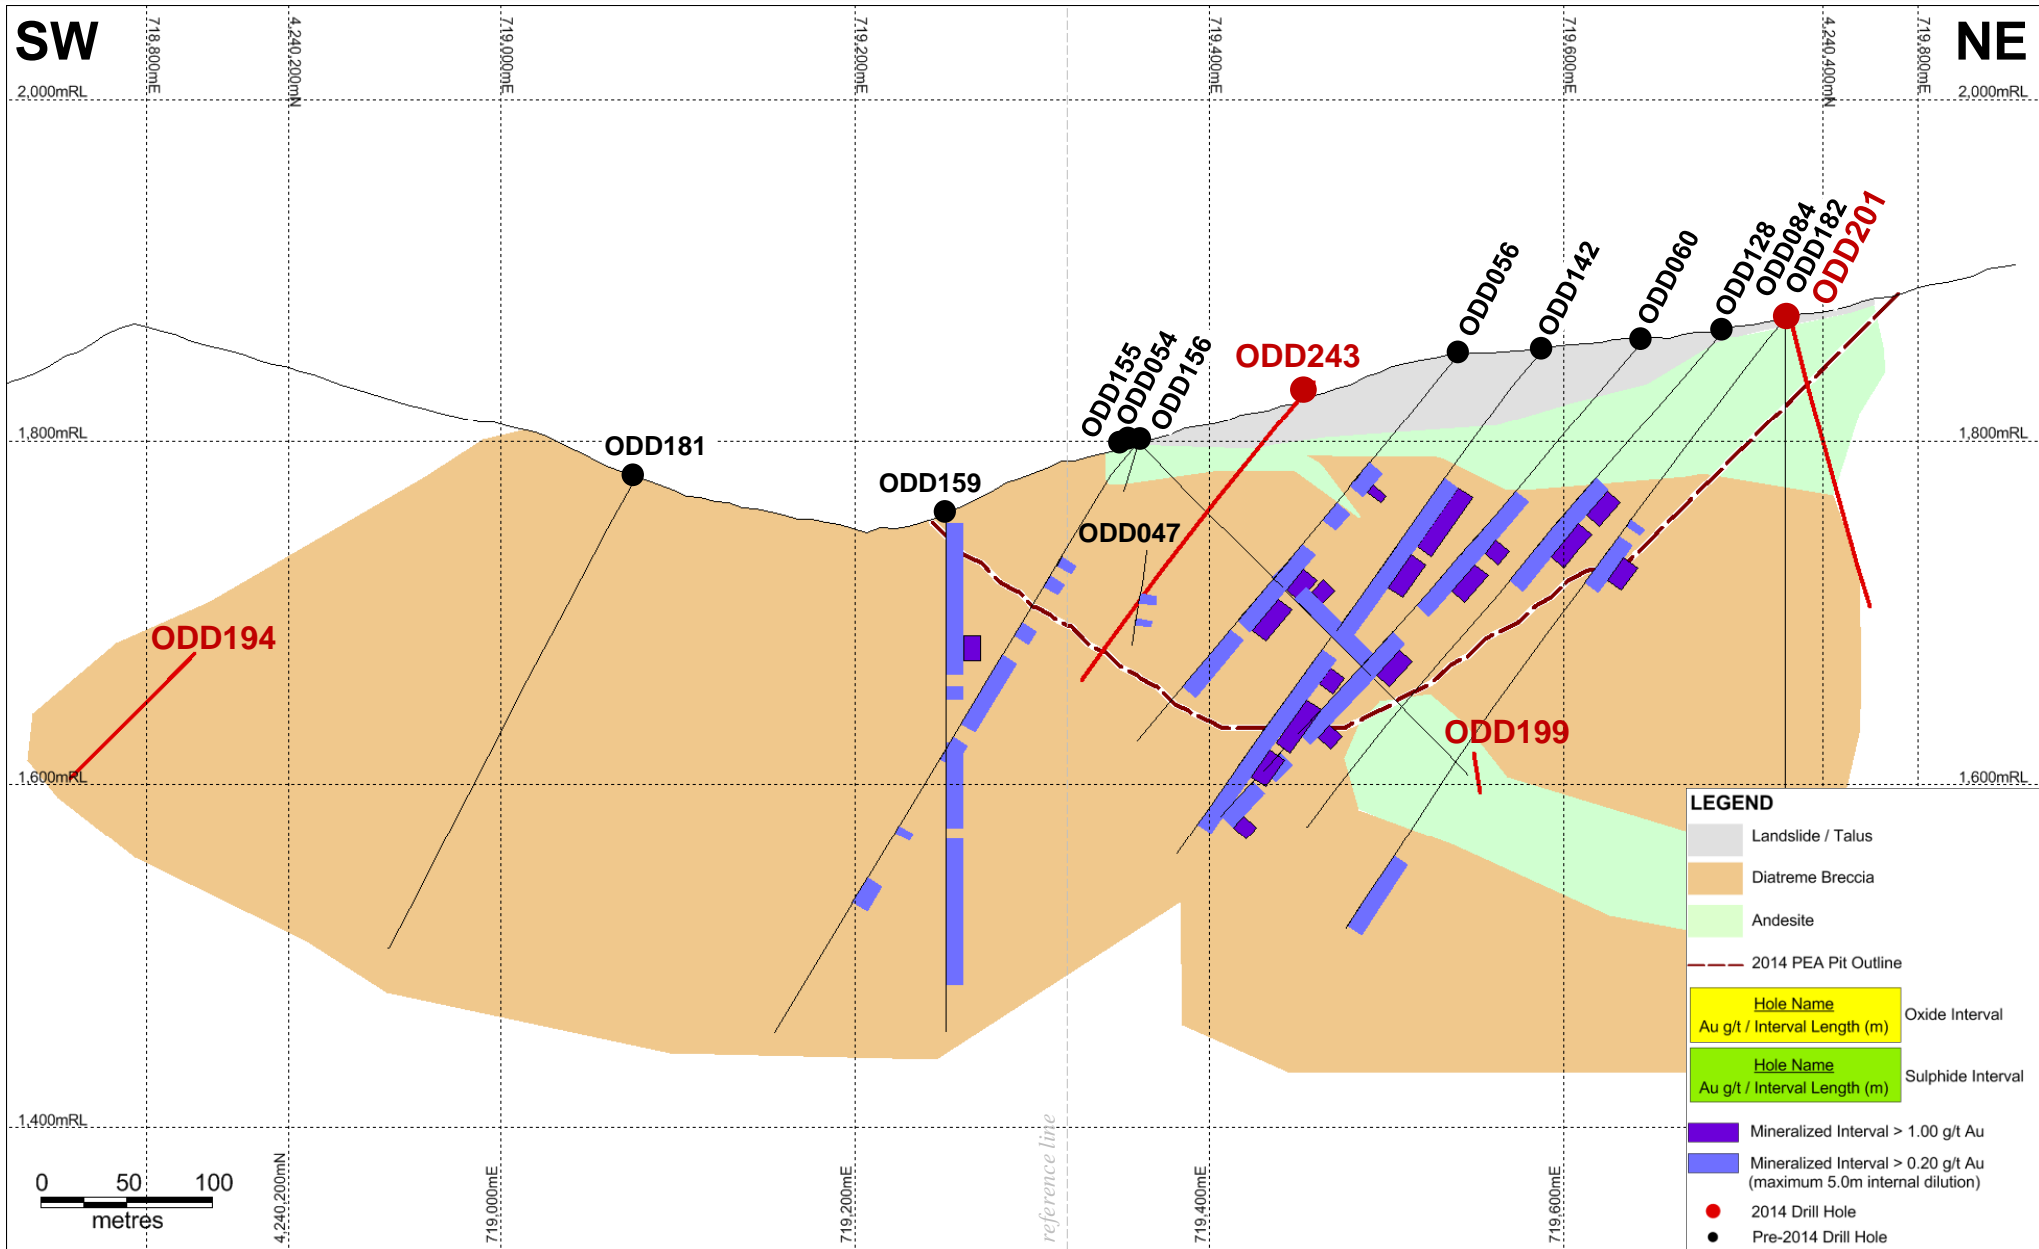 SW
NE
718,800mE
4,240,200mN
719,000mE
719,200mE
719,400mE
719,600mE
4,240,400mN
719,800mE
2,000mRL
2,000mRL
ODD201
ODD182
ODD084
ODD128
ODD060
ODD142
ODD056
ODD243
ODD156
ODD054
ODD155
1,800mRL
1,800mRL
ODD181
ODD159
ODD047
ODD194
ODD199
1,600mRL
1,600mRL
LEGEND
Landslide / Talus
Diatreme Breccia
Andesite
2014 PEA Pit Outline
Hole Name
Au g/t / Interval Length (m)
Oxide Interval
Hole Name
Au g/t / Interval Length (m)
Sulphide Interval
Mineralized Interval > 1.00 g/t Au
Mineralized Interval > 0.20 g/t Au
(maximum 5.0m internal dilution)
2014 Drill Hole
Pre-2014 Drill Hole
1,400mRL
reference line
4,240,200mN
719,000mE
719,200mE
719,400mE
719,600mE
0 50 100
metres